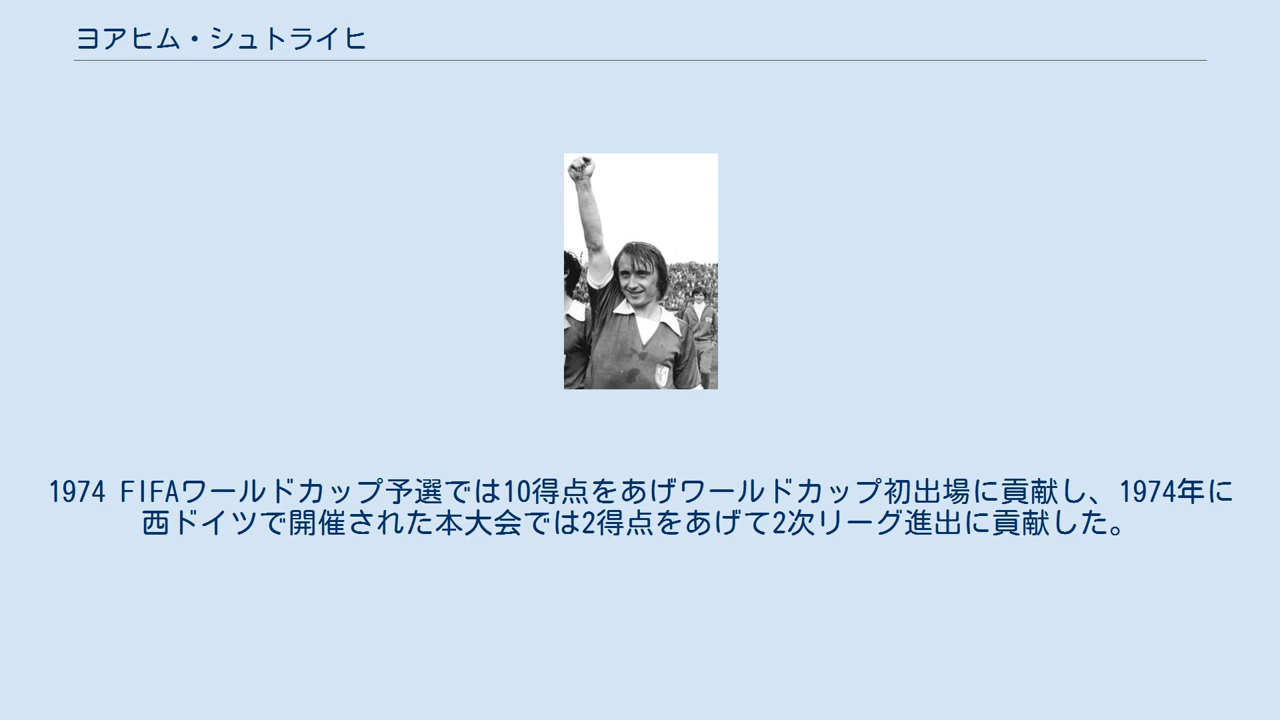 ヨアヒム・シュトライヒ
1974 FIFAワールドカップ予選では10得点をあげワールドカップ初出場に貢献し、1974年に
西ドイツで開催された本大会では2得点をあげて2次リーグ進出に貢献した。